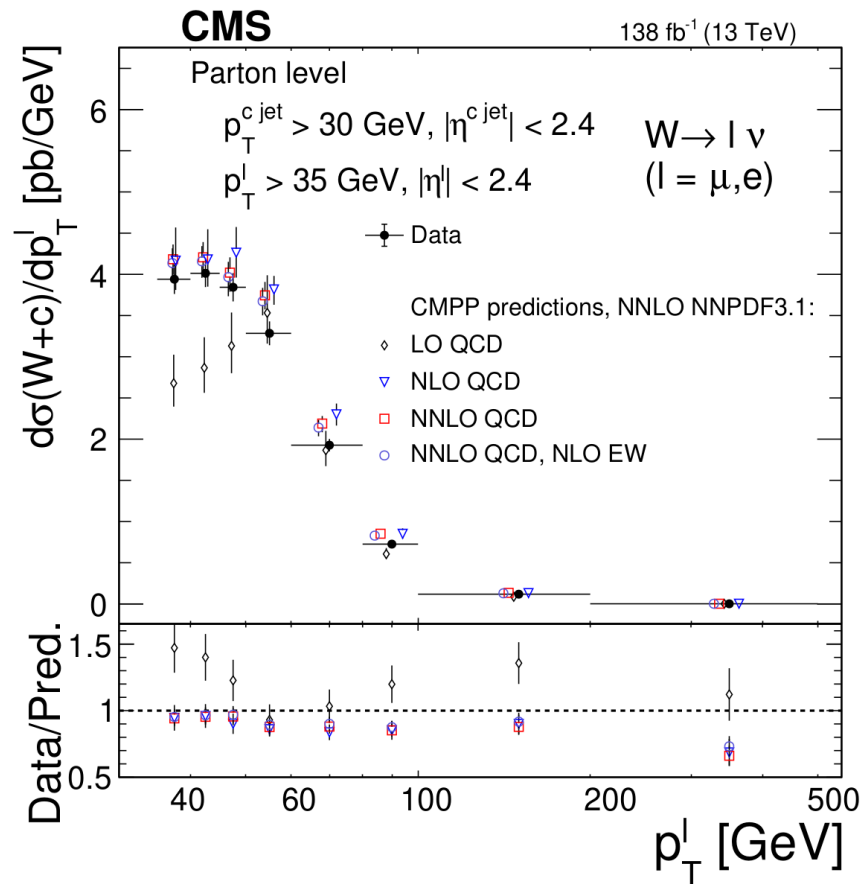 CMS 138 fb⁻¹ (13 TeV)
Parton level
p_T^{c jet} > 30 GeV, |η^{c jet}| < 2.4
p_T^l > 35 GeV, |η^l| < 2.4
W → l ν
(l = μ,e)
Data
CMPP predictions, NNLO NNPDF3.1:
LO QCD
NLO QCD
NNLO QCD
NNLO QCD, NLO EW
dσ(W+c)/dp_T^l [pb/GeV]
6
4
2
0
Data/Pred.
1.5
1
0.5
40 60 100 200 500
p_T^l [GeV]